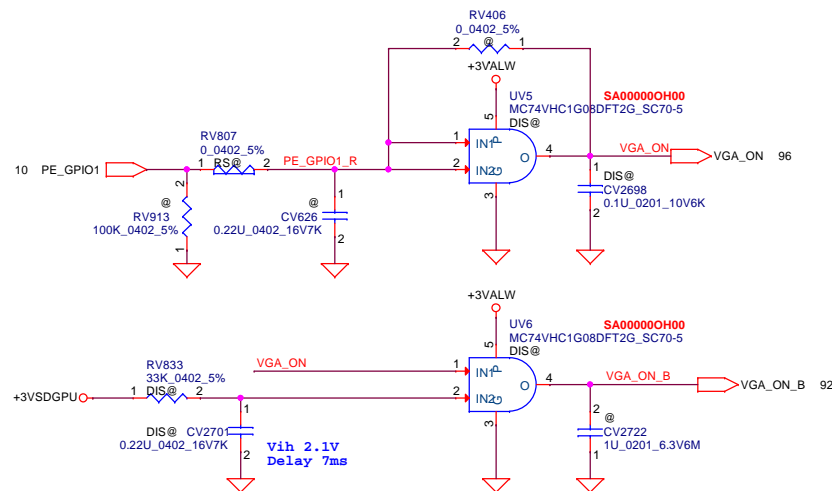 RV406
0_0402_5%
2
@
1
+3VALW
UV5
SA00000OH00
MC74VHC1G08DFT2G_SC70-5
DIS@
5
P
1
IN1
2
IN2
G
O
4
3
VGA_ON
VGA_ON 96
RV807
0_0402_5%
1
RS@
2
PE_GPIO1_R
10 PE_GPIO1
2
@
RV913
100K_0402_5%
1
1
@
CV626
0.22U_0402_16V7K
2
1
DIS@
CV2698
0.1U_0201_10V6K
2
+3VALW
UV6
SA00000OH00
MC74VHC1G08DFT2G_SC70-5
DIS@
5
P
VGA_ON
1
IN1
2
IN2
G
O
4
3
VGA_ON_B
VGA_ON_B 92
RV833
33K_0402_5%
1
DIS@
2
+3VSDGPU
1
DIS@ CV2701
0.22U_0402_16V7K
2
Vih 2.1V
Delay 7ms
2
@
CV2722
1U_0201_6.3V6M
1